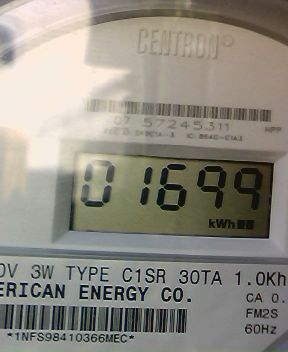 CENTRON®
07 57245311 HPP
01699
kWh
0V 3W TYPE C1SR 30TA 1.0Kh
ERICAN ENERGY CO. CA 0.
FM2S
60Hz
*1NFS98410366MEC*